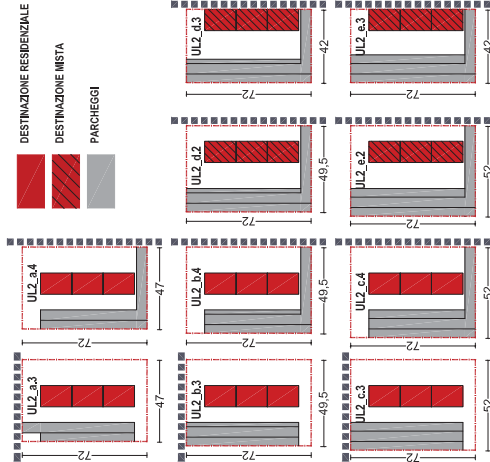 DESTINAZIONE RESIDENZIALE
DESTINAZIONE MISTA
PARCHEGGI
UL2_d.3
72
42
UL2_e.3
72
42
UL2_d.2
72
49,5
UL2_e.2
72
52
UL2_a.4
72
47
UL2_b.4
72
49,5
UL2_c.4
72
52
UL2_a.3
72
47
UL2_b.3
72
49,5
UL2_c.3
72
52